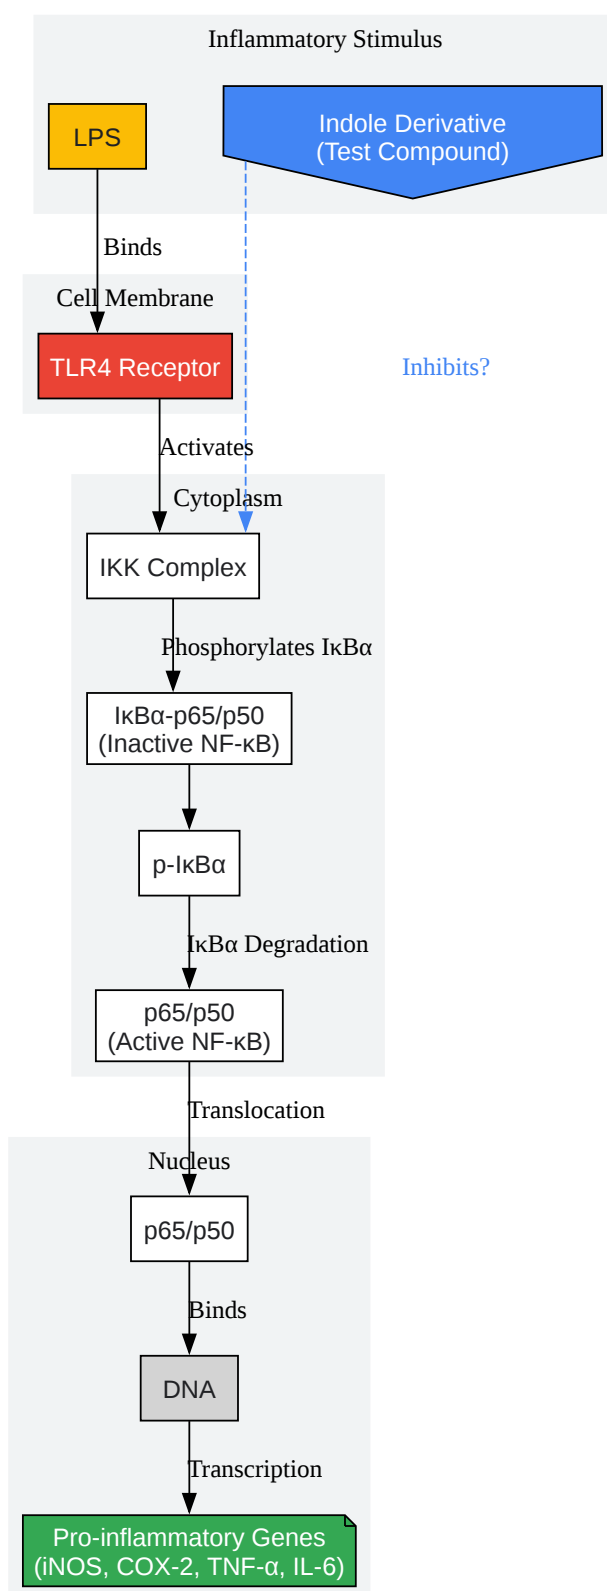 Inflammatory Stimulus
LPS
Indole Derivative
(Test Compound)
Binds
Cell Membrane
TLR4 Receptor
Inhibits?
Activates
Cytoplasm
IKK Complex
Phosphorylates IκBα
IκBα-p65/p50
(Inactive NF-κB)
p-IκBα
IκBα Degradation
p65/p50
(Active NF-κB)
Translocation
Nucleus
p65/p50
Binds
DNA
Transcription
Pro-inflammatory Genes
(iNOS, COX-2, TNF-α, IL-6)